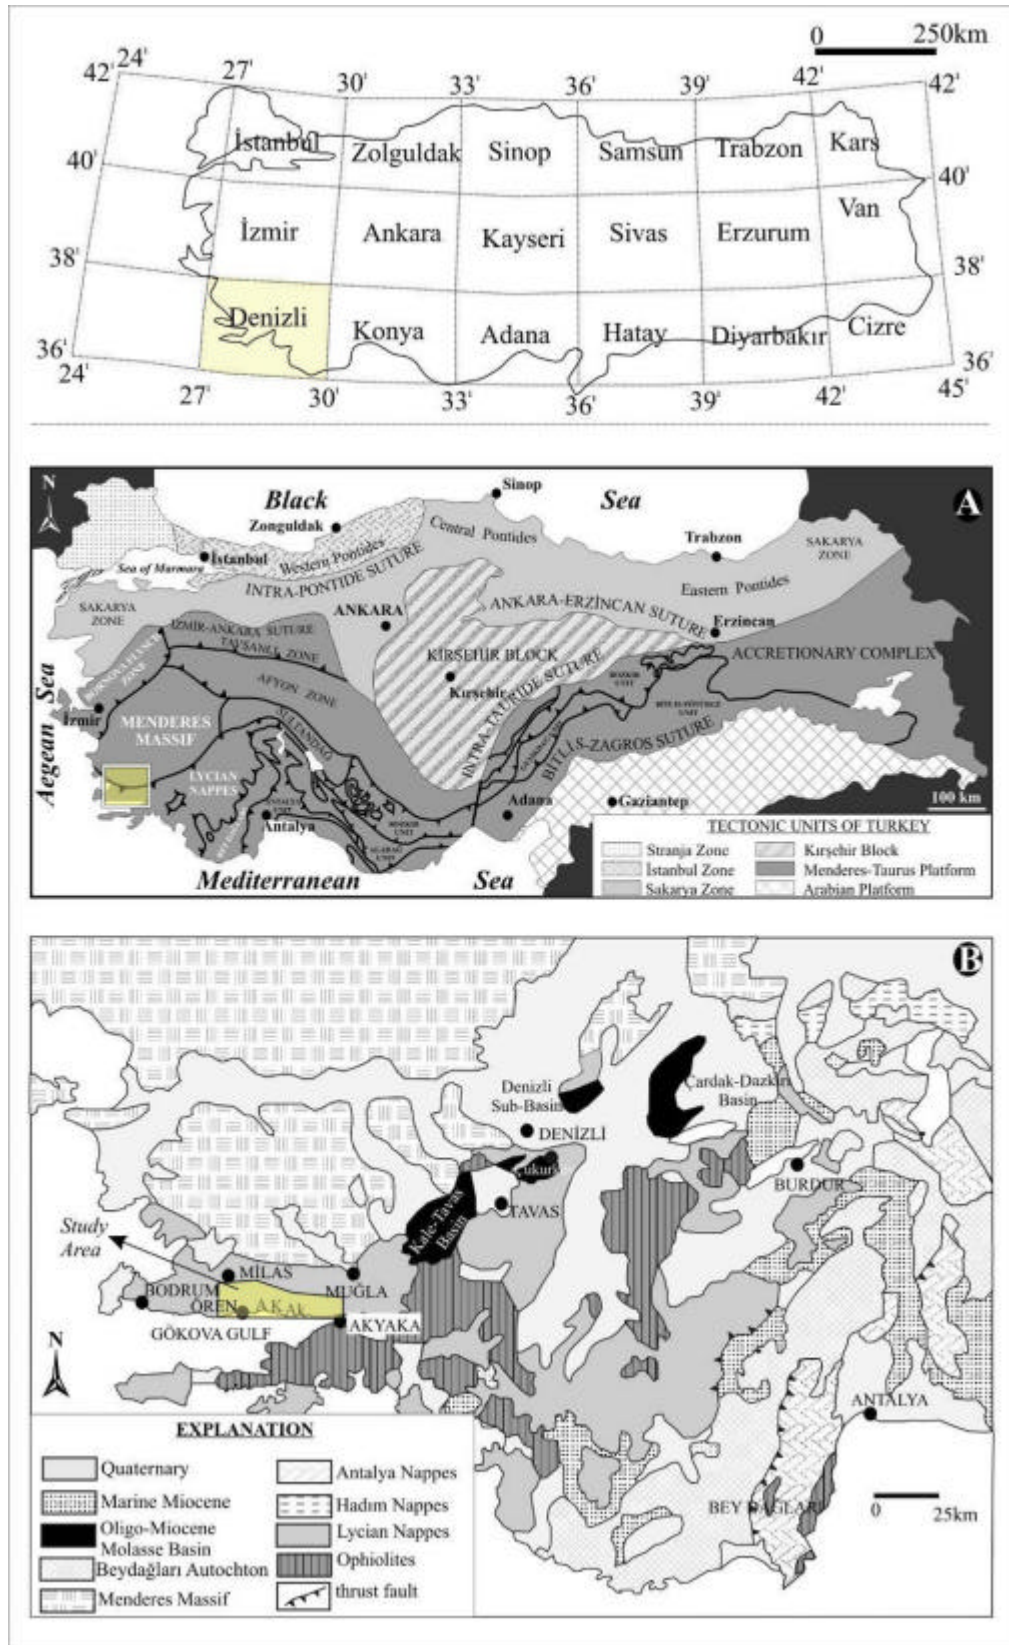 0 250km
42' 24' 27' 30' 33' 36' 39' 42' 42'
İstanbul Zolguldak Sinop Samsun Trabzon Kars
40' 40'
Van
İzmir Ankara Kayseri Sivas Erzurum
38' 38'
Denizli Konya Adana Hatay Diyarbakır Cizre
36' 36'
24' 27' 30' 33' 36' 39' 42' 45'
N
A
Black Sea
Sinop
Zonguldak
Central Pontides
Western Pontides
İstanbul
Trabzon
SAKARYA
ZONE
Sea of Marmara
INTRA-PONTIDE SUTURE
Eastern Pontides
SAKARYA
ZONE
ANKARA
ANKARA-ERZİNCAN SUTURE
Erzincan
İZMİR-ANKARA SUTURE
TAVŞANLI ZONE
KIRŞEHİR BLOCK
ACCRETIONARY COMPLEX
AFYON ZONE
Kırşehir
INTRA-TAURIDE SUTURE
Aegean Sea
İzmir
MENDERES
MASSIF
LYCIAN
NAPPES
BİTLİS-ZAGROS SUTURE
Antalya
Adana
Gaziantep
100 km
Mediterranean Sea
TECTONIC UNITS OF TURKEY
Stranja Zone
Kırşehir Block
İstanbul Zone
Menderes-Taurus Platform
Sakarya Zone
Arabian Platform
B
Denizli
Sub-Basin
Çardak-Dazkırı
Basin
DENİZLİ
BURDUR
TAVAS
Kale-Tavas
Basin
Study
Area
MİLAS
MUĞLA
BODRUM
ÖREN
AKYAKA
GÖKOVA GULF
N
ANTALYA
BEY DAĞLARI
0 25km
EXPLANATION
Quaternary
Marine Miocene
Oligo-Miocene
Molasse Basin
Beydağları Autochton
Menderes Massif
Antalya Nappes
Hadım Nappes
Lycian Nappes
Ophiolites
thrust fault